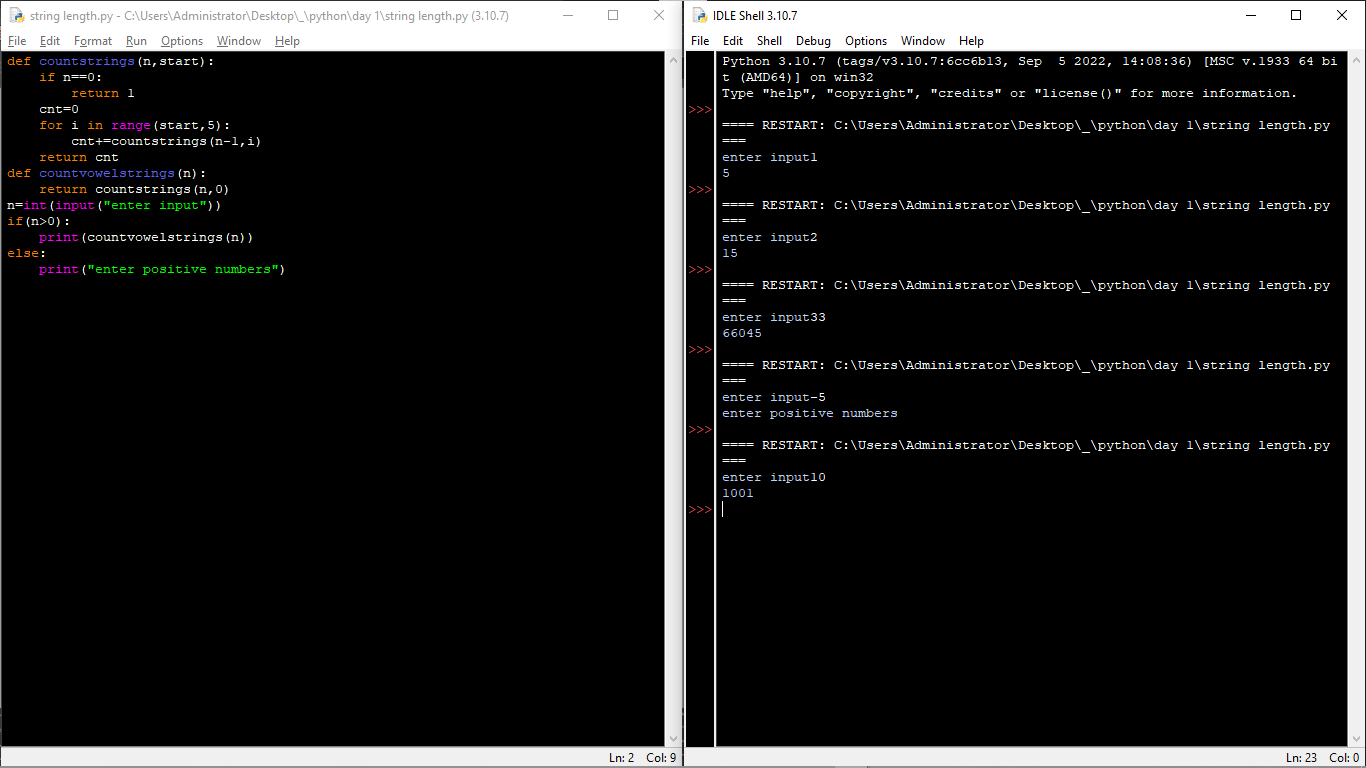 string length.py - C:\Users\Administrator\Desktop\_\python\day 1\string length.py (3.10.7)
File Edit Format Run Options Window Help
def countstrings(n,start):
    if n==0:
        return 1
    cnt=0
    for i in range(start,5):
        cnt+=countstrings(n-1,i)
    return cnt
def countvowelstrings(n):
    return countstrings(n,0)
n=int(input("enter input"))
if(n>0):
    print(countvowelstrings(n))
else:
    print("enter positive numbers")
Ln: 2 Col: 9
IDLE Shell 3.10.7
File Edit Shell Debug Options Window Help
Python 3.10.7 (tags/v3.10.7:6cc6b13, Sep  5 2022, 14:08:36) [MSC v.1933 64 bi
t (AMD64)] on win32
Type "help", "copyright", "credits" or "license()" for more information.
>>>
==== RESTART: C:\Users\Administrator\Desktop\_\python\day 1\string length.py
===
enter input1
5
>>>
==== RESTART: C:\Users\Administrator\Desktop\_\python\day 1\string length.py
===
enter input2
15
>>>
==== RESTART: C:\Users\Administrator\Desktop\_\python\day 1\string length.py
===
enter input33
66045
>>>
==== RESTART: C:\Users\Administrator\Desktop\_\python\day 1\string length.py
===
enter input-5
enter positive numbers
>>>
==== RESTART: C:\Users\Administrator\Desktop\_\python\day 1\string length.py
===
enter input10
1001
>>>
Ln: 23 Col: 0